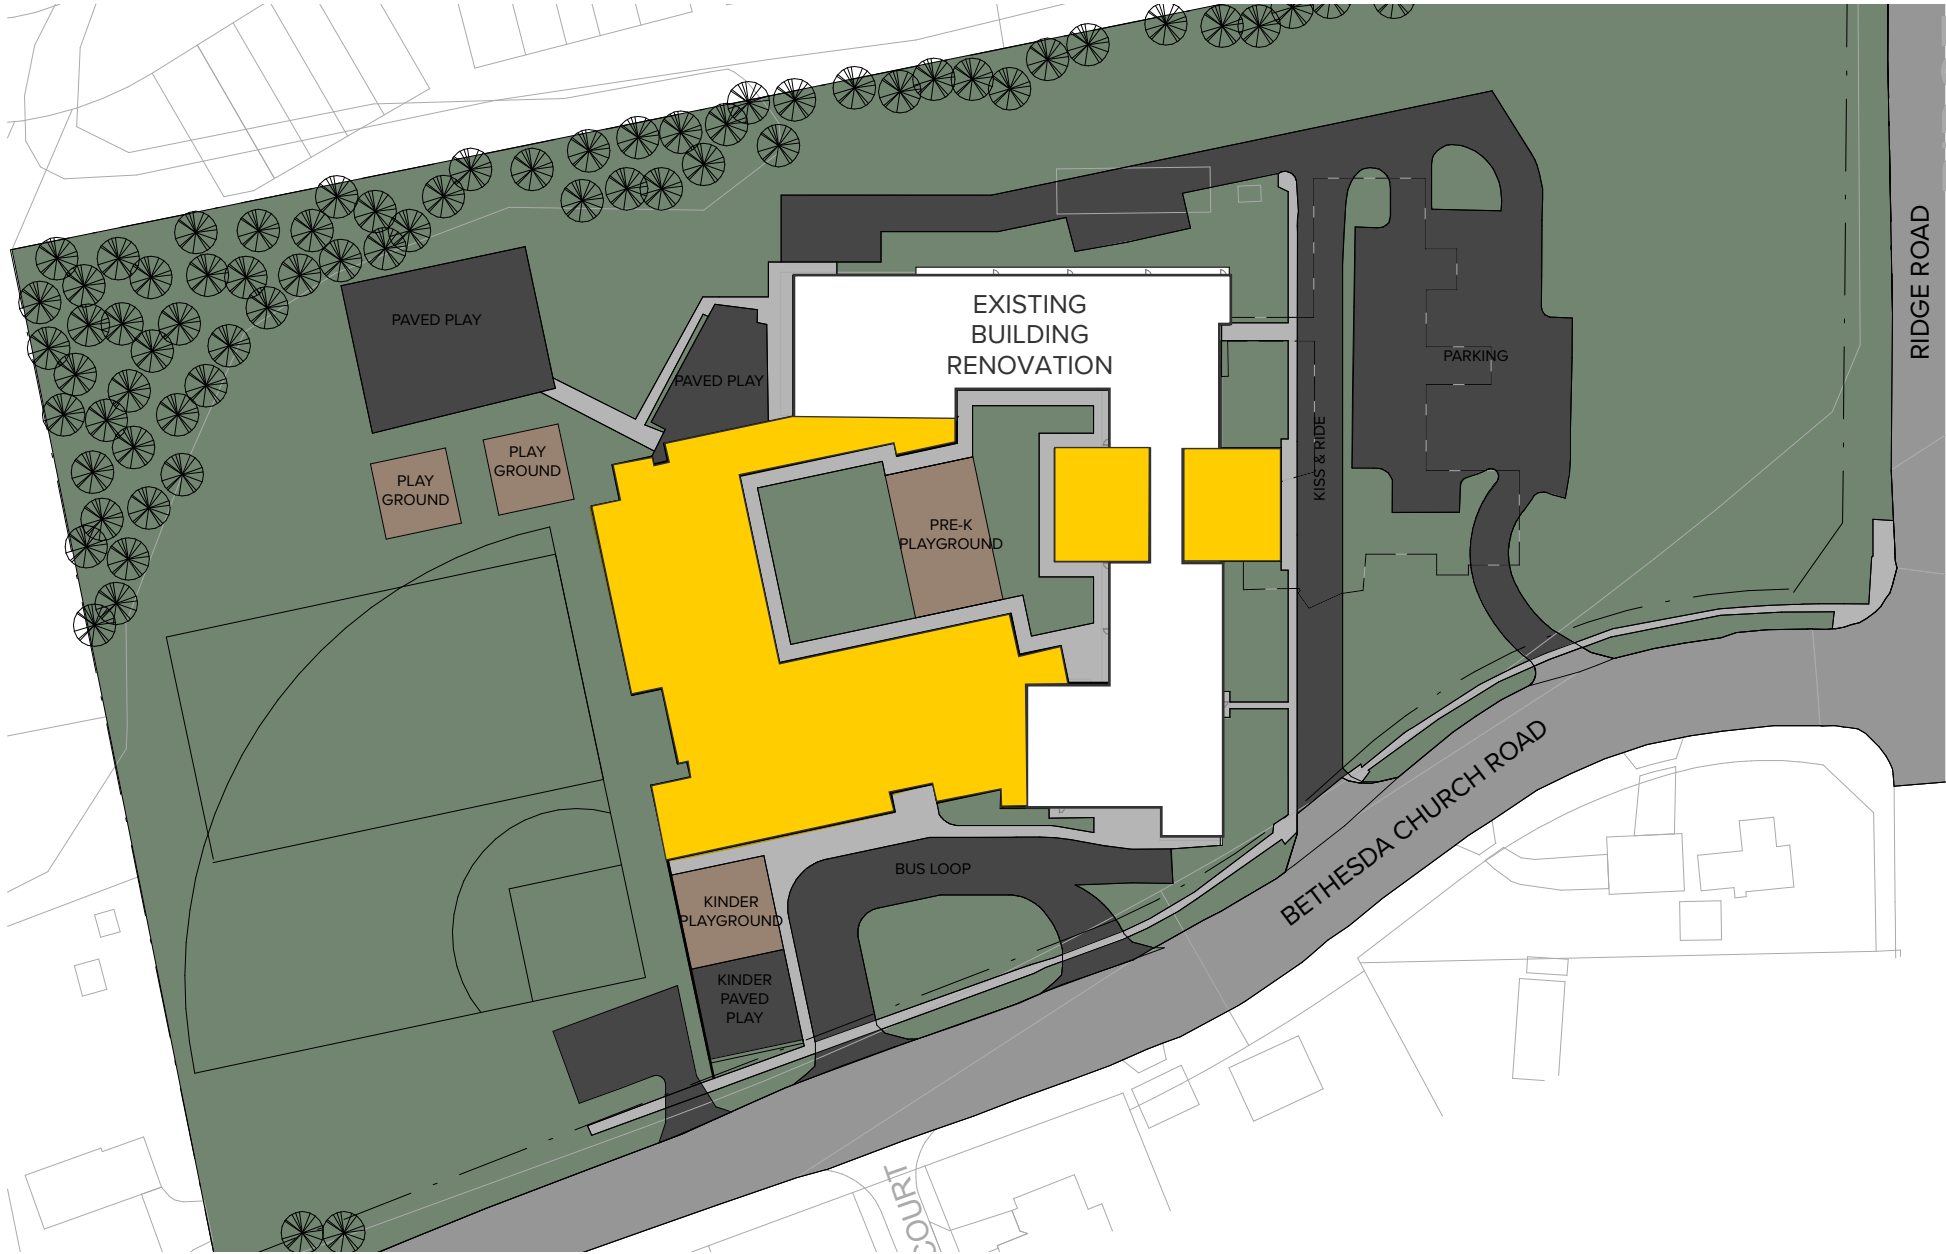 EXISTING
BUILDING
RENOVATION
RIDGE ROAD
PAVED PLAY
PAVED PLAY
PARKING
KISS & RIDE
PLAY
GROUND
PLAY
GROUND
PRE-K
PLAYGROUND
BETHESDA CHURCH ROAD
BUS LOOP
KINDER
PLAYGROUND
KINDER
PAVED
PLAY
COURT